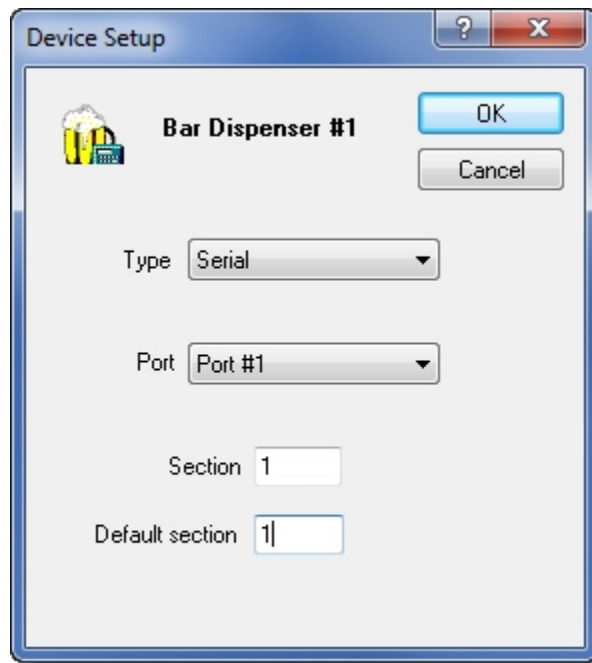 Device Setup
Bar Dispenser #1
OK
Cancel
Type Serial
Port Port #1
Section 1
Default section 1